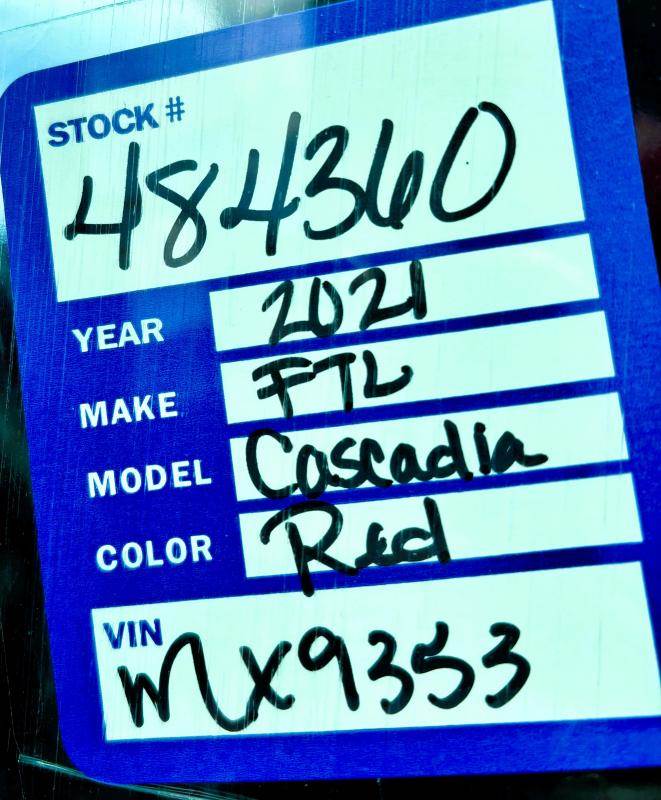 STOCK #
484360
YEAR 2021
MAKE FTL
MODEL Cascadia
COLOR Red
VIN
MX9353